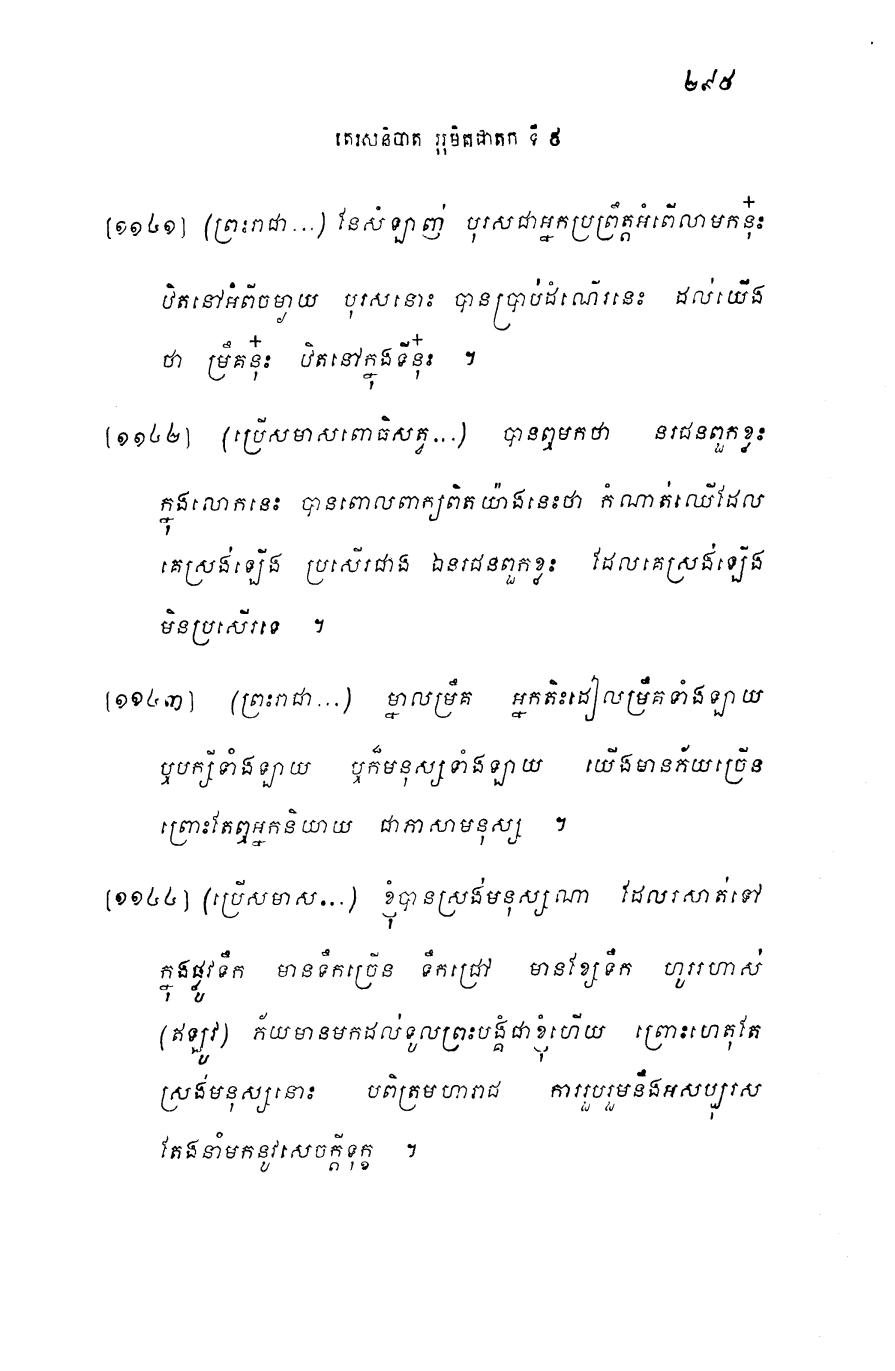 ២៩៥
តេរសនិបាត រុរុមិគជាតក ទី ៩
[១១៤១] (ព្រះរាជា...) នែសំឡាញ់ បុរសជាអ្នកប្រព្រឹត្តអំពើលាមកនុ៎ះ
ឋិតនៅអំពីចម្ងាយ បុរសនោះ បានប្រាប់ដំណើរនេះ ដល់យើង
ថា ម្រឹគនុ៎ះ ឋិតនៅក្នុងទីនុ៎ះ ។
[១១៤២] (ប្រើសមាសពោធិសត្វ...) បានឮមកថា នរជនពួកខ្លះ
ក្នុងលោកនេះ បានពោលពាក្យពិតយ៉ាងនេះថា កំណាត់ឈើដែល
គេស្រង់ឡើង ប្រសើរជាង ឯនរជនពួកខ្លះ ដែលគេស្រង់ឡើង
មិនប្រសើរទេ ។
[១១៤៣] (ព្រះរាជា...) ម្នាលម្រឹគ អ្នកតិះដៀលម្រឹគទាំងឡាយ
ឬបក្សីទាំងឡាយ ឬក៏មនុស្សទាំងឡាយ យើងមានភ័យច្រើន
ព្រោះតែឮអ្នកនិយាយ ជាភាសាមនុស្ស ។
[១១៤៤] (ប្រើសមាស...) ខ្ញុំបានស្រង់មនុស្សណា ដែលរសាត់ទៅ
ក្នុងផ្លូវទឹក មានទឹកច្រើន ទឹកជ្រៅ មានខ្សែទឹក ហូររហាស់
(ឥឡូវ) ភ័យមានមកដល់ទូលព្រះបង្គំជាខ្ញុំហើយ ព្រោះហេតុតែ
ស្រង់មនុស្សនោះ បពិត្រមហារាជ ការរួបរួមនឹងអសប្បុរស
តែងនាំមកនូវសេចក្តីទុក្ខ ។